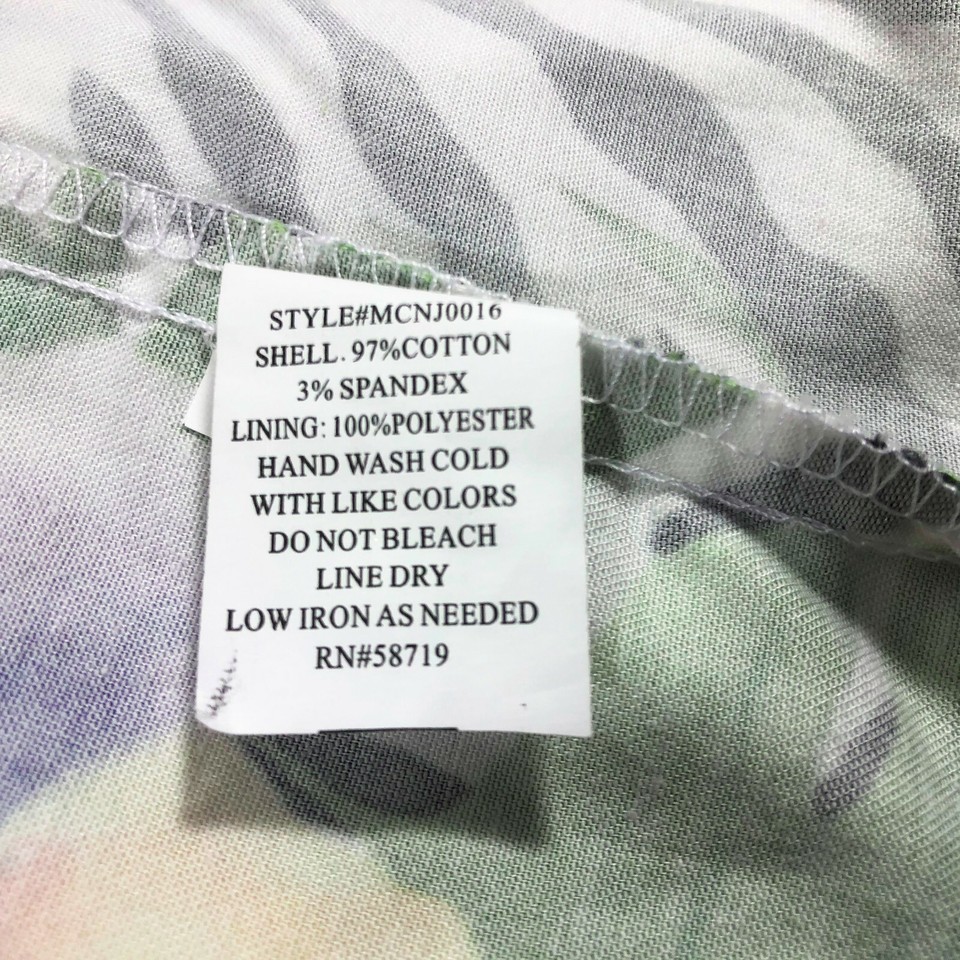 STYLE#MCNJ0016
SHELL. 97%COTTON
3% SPANDEX
LINING: 100%POLYESTER
HAND WASH COLD
WITH LIKE COLORS
DO NOT BLEACH
LINE DRY
LOW IRON AS NEEDED
RN#58719